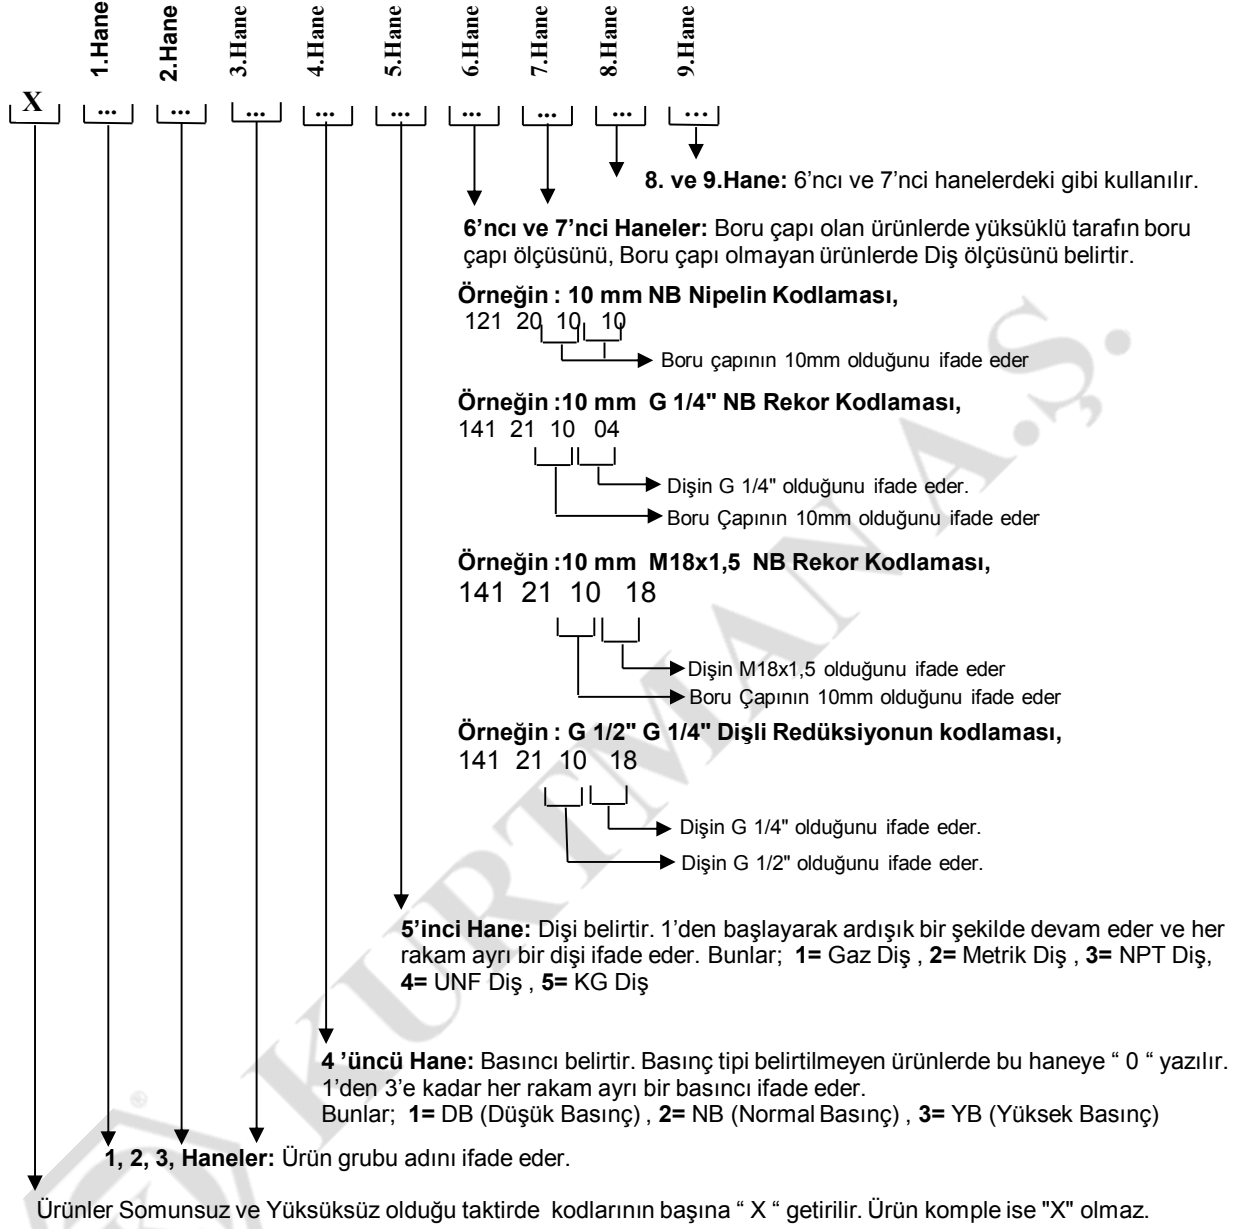 1.Hane 2.Hane 3.Hane 4.Hane 5.Hane 6.Hane 7.Hane 8.Hane 9.Hane
X ... ... ... ... ... ... ... ... ...
8. ve 9.Hane: 6’ncı ve 7’nci hanelerdeki gibi kullanılır.
6’ncı ve 7’nci Haneler: Boru çapı olan ürünlerde yüksüklü tarafın boru
çapı ölçüsünü, Boru çapı olmayan ürünlerde Diş ölçüsünü belirtir.
Örneğin : 10 mm NB Nipelin Kodlaması,
121 20 10 10
Boru çapının 10mm olduğunu ifade eder
Örneğin :10 mm G 1/4" NB Rekor Kodlaması,
141 21 10 04
Dişin G 1/4" olduğunu ifade eder.
Boru Çapının 10mm olduğunu ifade eder
Örneğin :10 mm M18x1,5 NB Rekor Kodlaması,
141 21 10 18
Dişin M18x1,5 olduğunu ifade eder
Boru Çapının 10mm olduğunu ifade eder
Örneğin : G 1/2" G 1/4" Dişli Redüksiyonun kodlaması,
141 21 10 18
Dişin G 1/4" olduğunu ifade eder.
Dişin G 1/2" olduğunu ifade eder.
5’inci Hane: Dişi belirtir. 1’den başlayarak ardışık bir şekilde devam eder ve her
rakam ayrı bir dişi ifade eder. Bunlar; 1= Gaz Diş , 2= Metrik Diş , 3= NPT Diş,
4= UNF Diş , 5= KG Diş
4 ’üncü Hane: Basıncı belirtir. Basınç tipi belirtilmeyen ürünlerde bu haneye “ 0 “ yazılır.
1’den 3’e kadar her rakam ayrı bir basıncı ifade eder.
Bunlar; 1= DB (Düşük Basınç) , 2= NB (Normal Basınç) , 3= YB (Yüksek Basınç)
1, 2, 3, Haneler: Ürün grubu adını ifade eder.
Ürünler Somunsuz ve Yüksüksüz olduğu taktirde kodlarının başına “ X “ getirilir. Ürün komple ise "X" olmaz.
KURTMAN A.Ş.
®